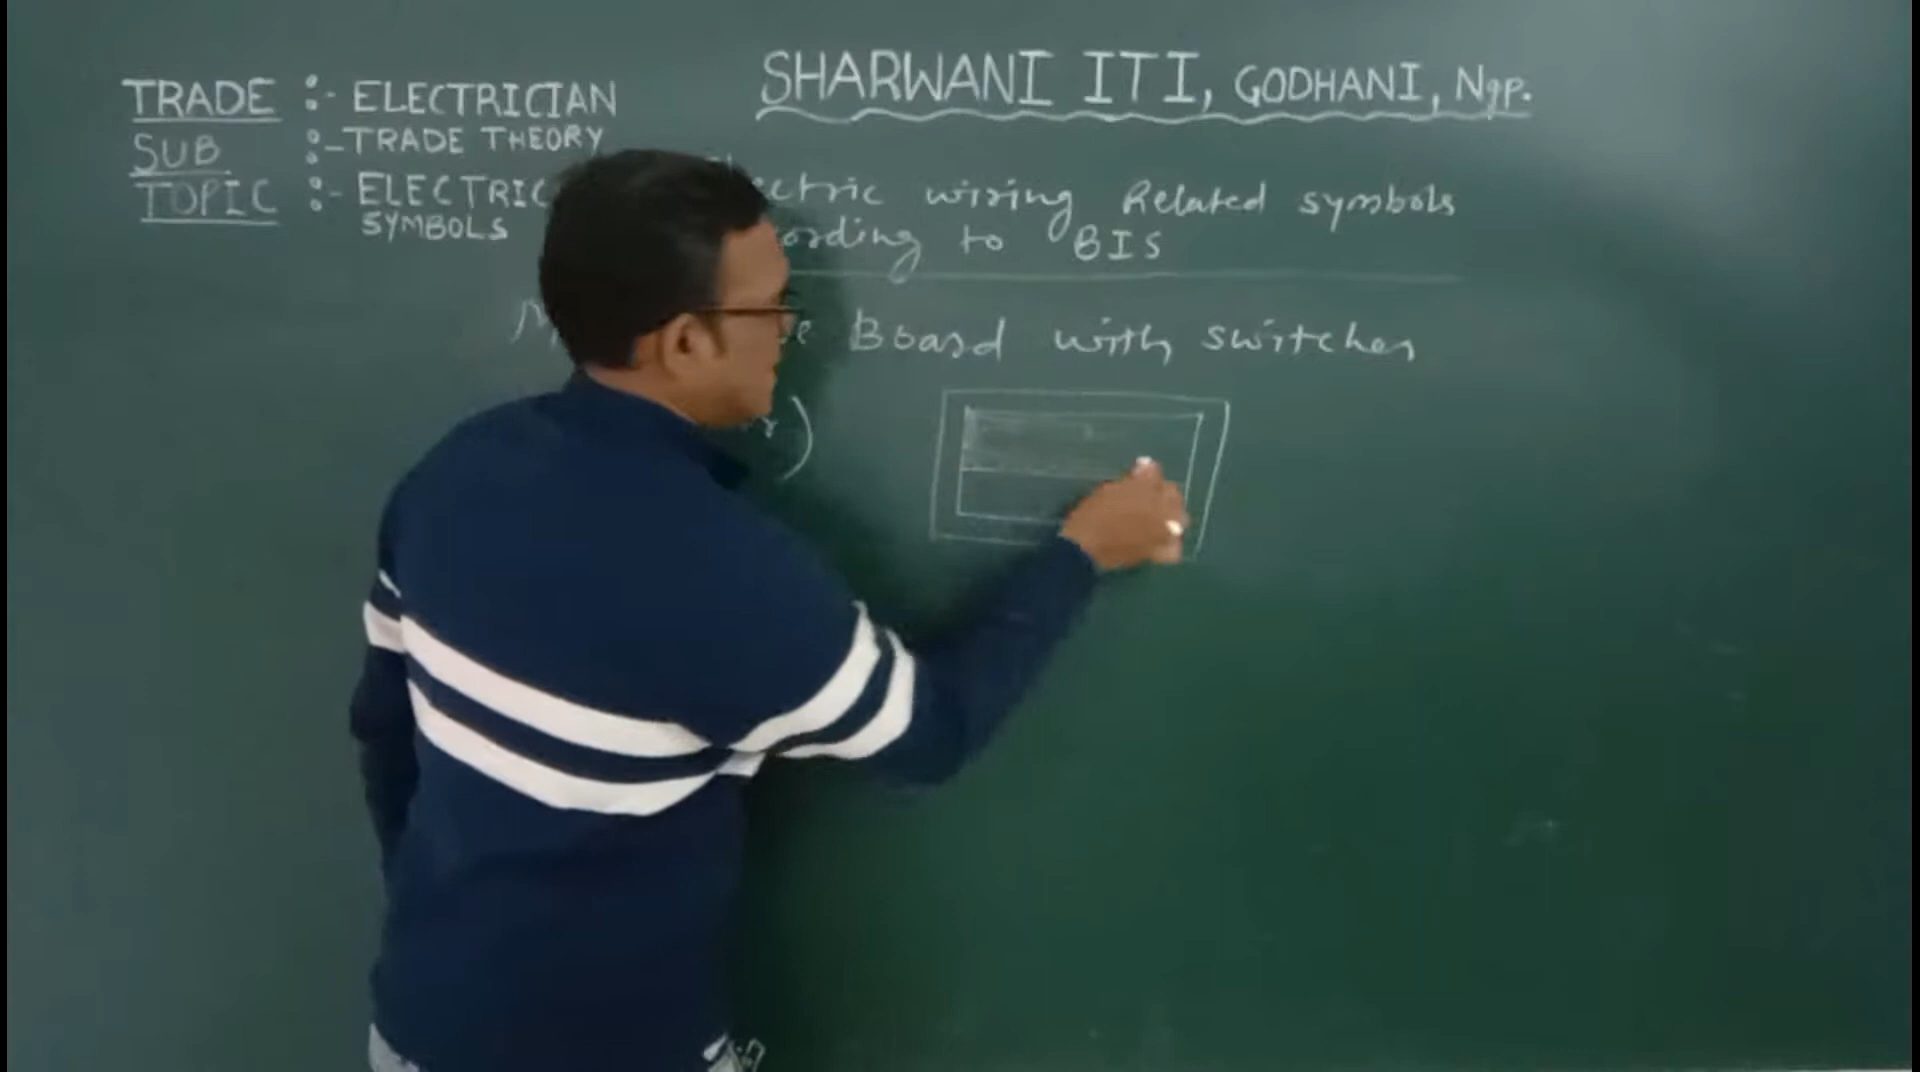 SHARWANI ITI, GODHANI, Ngp.
TRADE :- ELECTRICIAN
SUB :- TRADE THEORY
TOPIC :- ELECTRIC
SYMBOLS
wiring Related symbols
to BIS
Board with switches